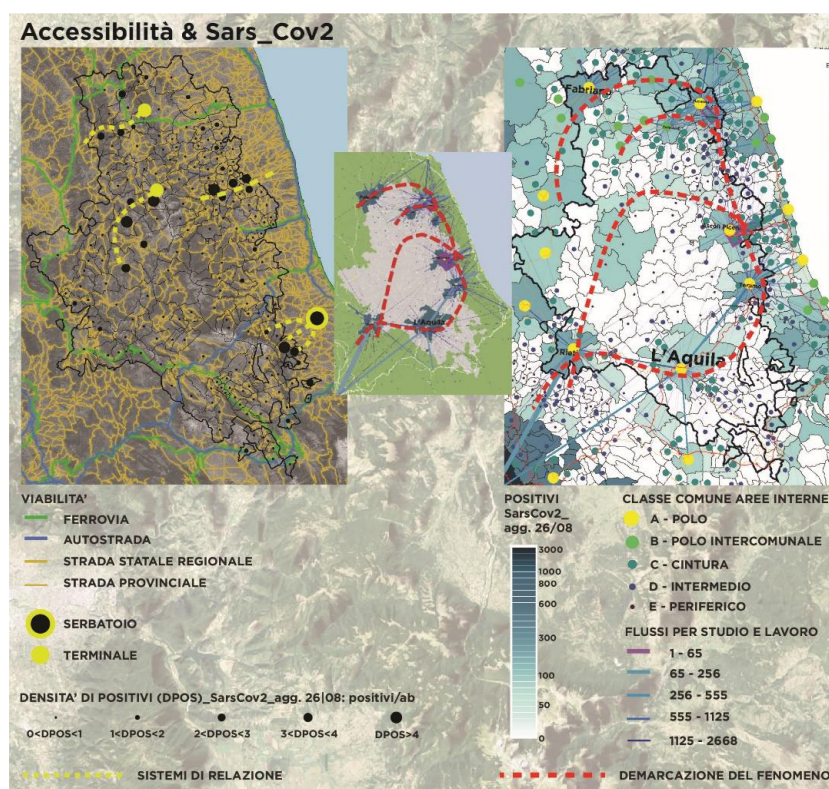 Accessibilità & Sars_Cov2
Fabriano
L'Aquila
Rieti
L'Aquila
VIABILITA'
FERROVIA
AUTOSTRADA
STRADA STATALE REGIONALE
STRADA PROVINCIALE
SERBATOIO
TERMINALE
DENSITA' DI POSITIVI (DPOS)_SarsCov2_agg. 26|08: positivi/ab
0<DPOS<1
1<DPOS<2
2<DPOS<3
3<DPOS<4
DPOS>4
SISTEMI DI RELAZIONE
POSITIVI
SarsCov2_
agg. 26/08
3000
1000
800
600
300
100
50
0
CLASSE COMUNE AREE INTERNE
A - POLO
B - POLO INTERCOMUNALE
C - CINTURA
D - INTERMEDIO
E - PERIFERICO
FLUSSI PER STUDIO E LAVORO
1 - 65
65 - 256
256 - 555
555 - 1125
1125 - 2668
DEMARCAZIONE DEL FENOMENO